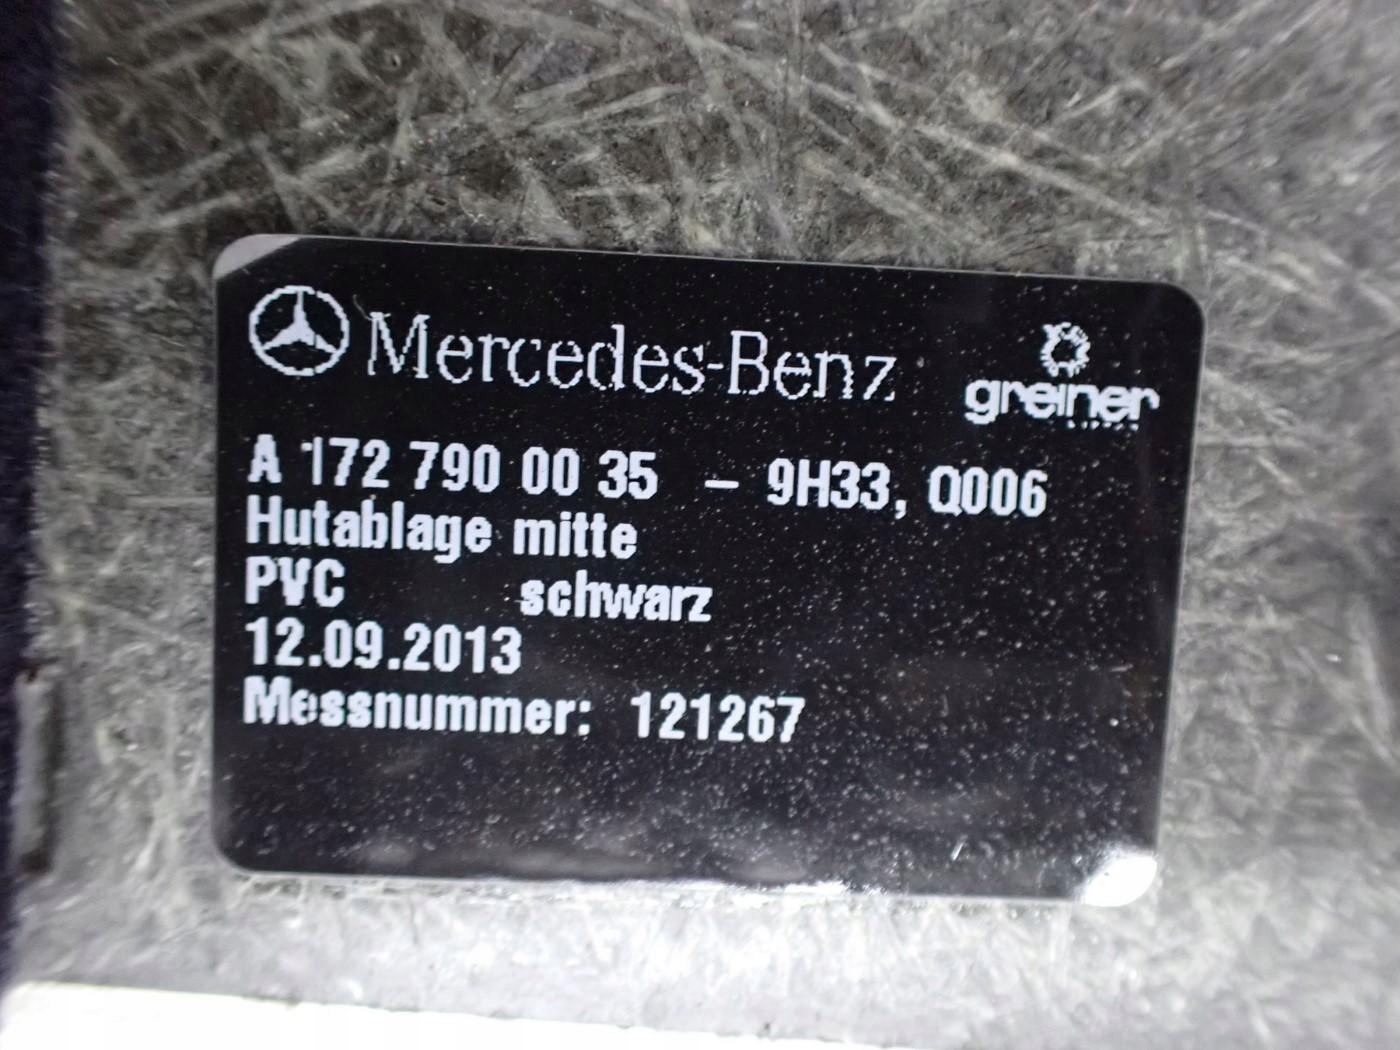 Mercedes-Benz
greiner
A 172 790 00 35 – 9H33, Q006
Hutablage mitte
PVC schwarz
12.09.2013
Messnummer: 121267